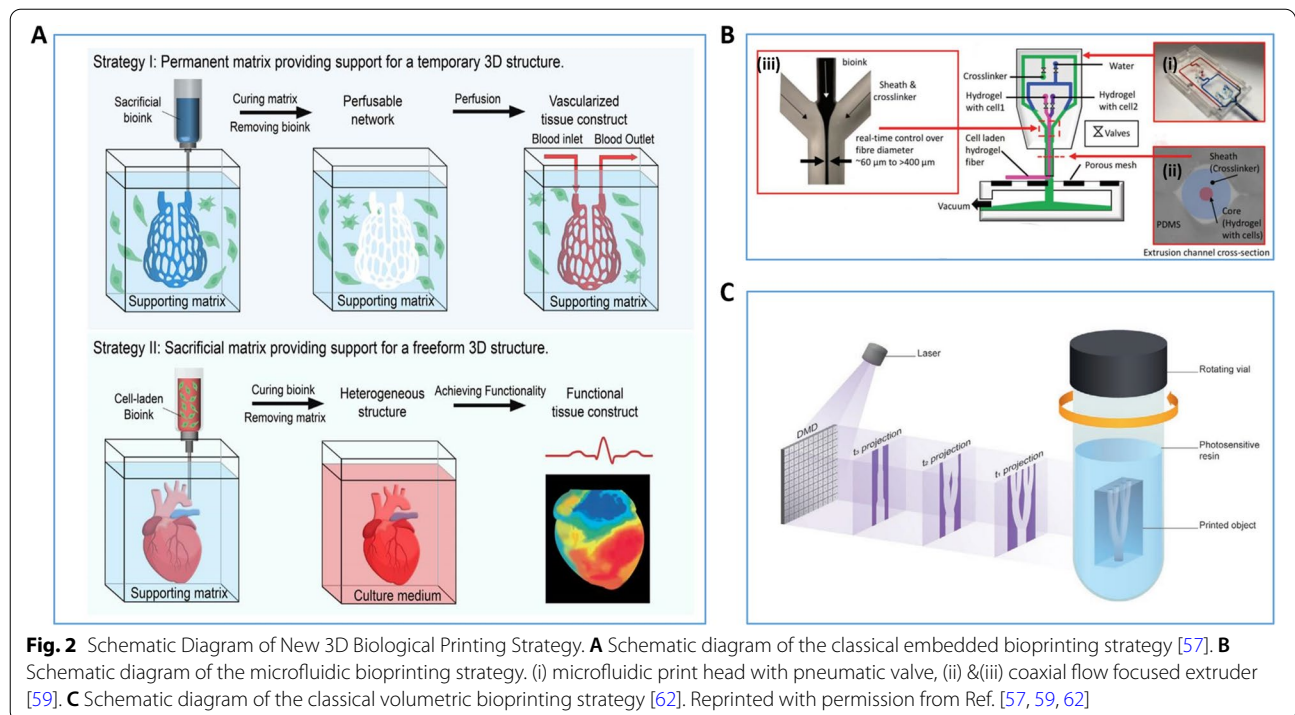 A
Strategy I: Permanent matrix providing support for a temporary 3D structure.
Sacrificial
bioink
Curing matrix
Removing bioink
Perfusable
network
Perfusion
Vascularized
tissue construct
Blood inlet
Blood Outlet
Supporting matrix
Supporting matrix
Supporting matrix
Strategy II: Sacrificial matrix providing support for a freeform 3D structure.
Cell-laden
Bioink
Curing bioink
Removing matrix
Heterogeneous
structure
Achieving Functionality
Functional
tissue construct
Supporting matrix
Culture medium
B
(iii)
bioink
Sheath &
crosslinker
real-time control over
fibre diameter
~60 µm to >400 µm
Crosslinker
Water
Hydrogel
with cell1
Hydrogel
with cell2
Valves
Cell laden
hydrogel
fiber
Porous mesh
Vacuum
(i)
(ii)
Sheath
(Crosslinker)
Core
(Hydrogel
with cells)
PDMS
Extrusion channel cross-section
C
Laser
DMD
t₃ projection
t₂ projection
t₁ projection
Rotating vial
Photosensitive
resin
Printed object
Fig. 2 Schematic Diagram of New 3D Biological Printing Strategy. A Schematic diagram of the classical embedded bioprinting strategy [57]. B
Schematic diagram of the microfluidic bioprinting strategy. (i) microfluidic print head with pneumatic valve, (ii) &(iii) coaxial flow focused extruder
[59]. C Schematic diagram of the classical volumetric bioprinting strategy [62]. Reprinted with permission from Ref. [57, 59, 62]